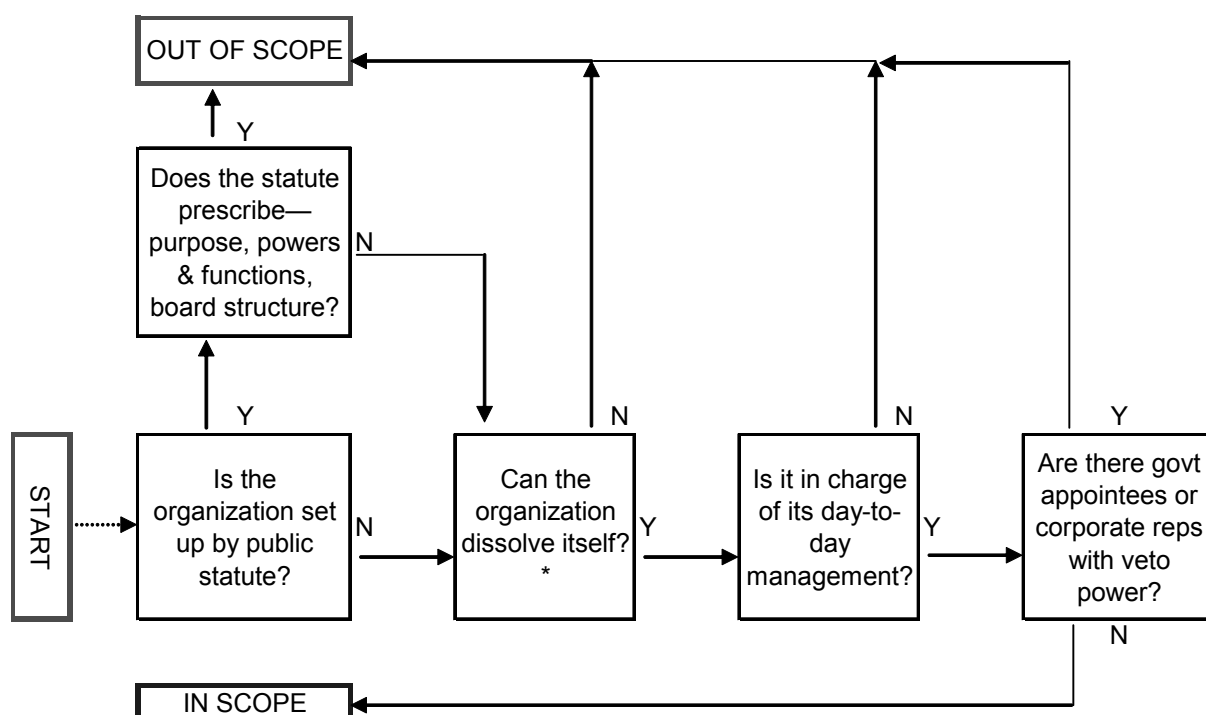 OUT OF SCOPE
Y
Does the statute
prescribe—
purpose, powers
& functions,
board structure?
N
Y
N
N
Y
START
Is the
organization set
up by public
statute?
N
Can the
organization
dissolve itself?
*
Y
Is it in charge
of its day-to-
day
management?
Y
Are there govt
appointees or
corporate reps
with veto
power?
N
IN SCOPE